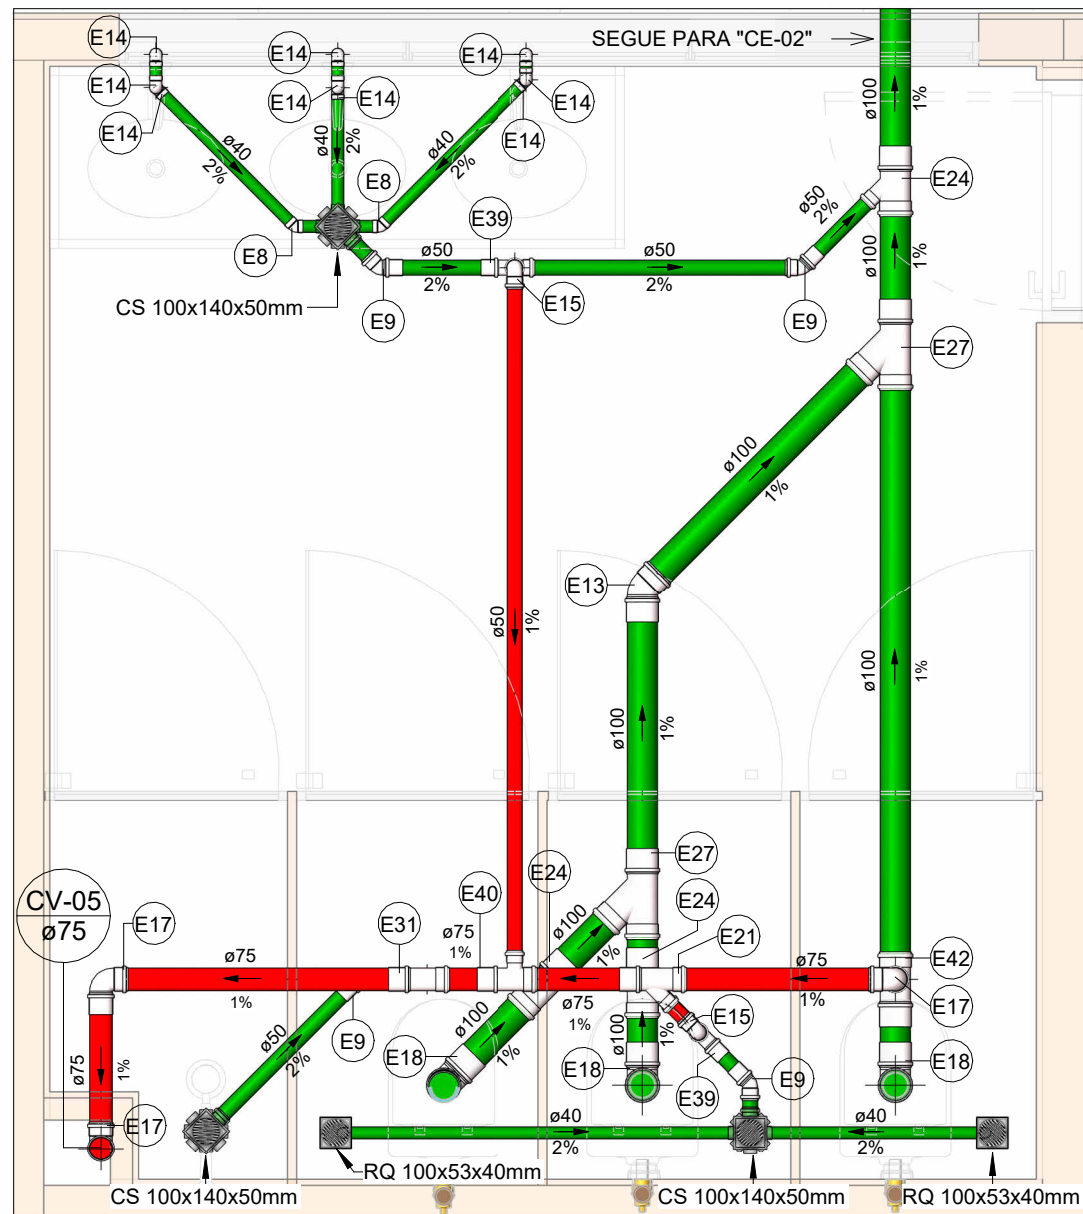 SEGUE PARA "CE-02"
E14
E14
E14
E14
E14
E14
E14
E14
E14
ø40
2%
ø40
2%
ø40
2%
ø100
1%
E24
E8
E8
E39
ø50
2%
ø50
2%
ø50
2%
ø100
1%
CS 100x140x50mm
E9
E15
E9
E27
ø100
1%
E13
ø50
1%
ø100
1%
ø100
1%
E27
E24
E24
CV-05
ø75
E17
E31
E40
ø75
1%
ø100
1%
E21
E42
ø75
1%
ø75
1%
ø75
1%
E17
ø75
1%
ø50
2%
E9
E18
ø100
1%
ø100
1%
E18
E15
E39
E9
E18
E17
ø40
2%
ø40
2%
CS 100x140x50mm
RQ 100x53x40mm
CS 100x140x50mm
RQ 100x53x40mm